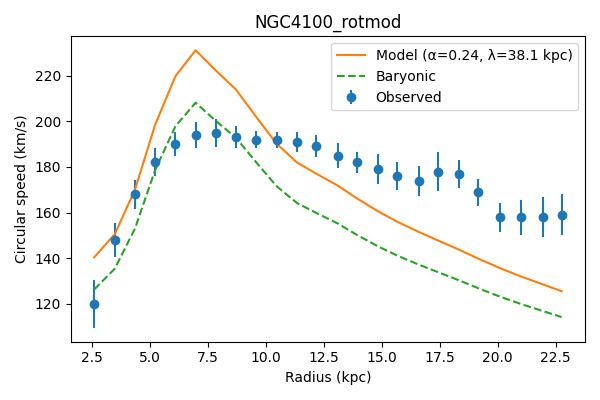 NGC4100_rotmod
Model (α=0.24, λ=38.1 kpc)
Baryonic
Observed
Circular speed (km/s)
220
200
180
160
140
120
2.5 5.0 7.5 10.0 12.5 15.0 17.5 20.0 22.5
Radius (kpc)